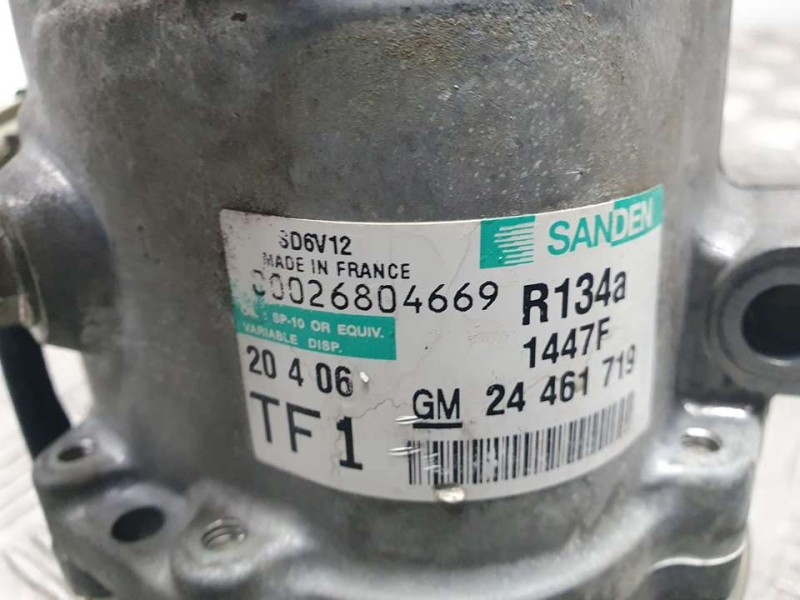 SD6V12
SANDEN
MADE IN FRANCE
00026804669
R134a
OIL : SP-10 OR EQUIV.
VARIABLE DISP.
1447F
20 4 06
GM 24 461 719
TF1